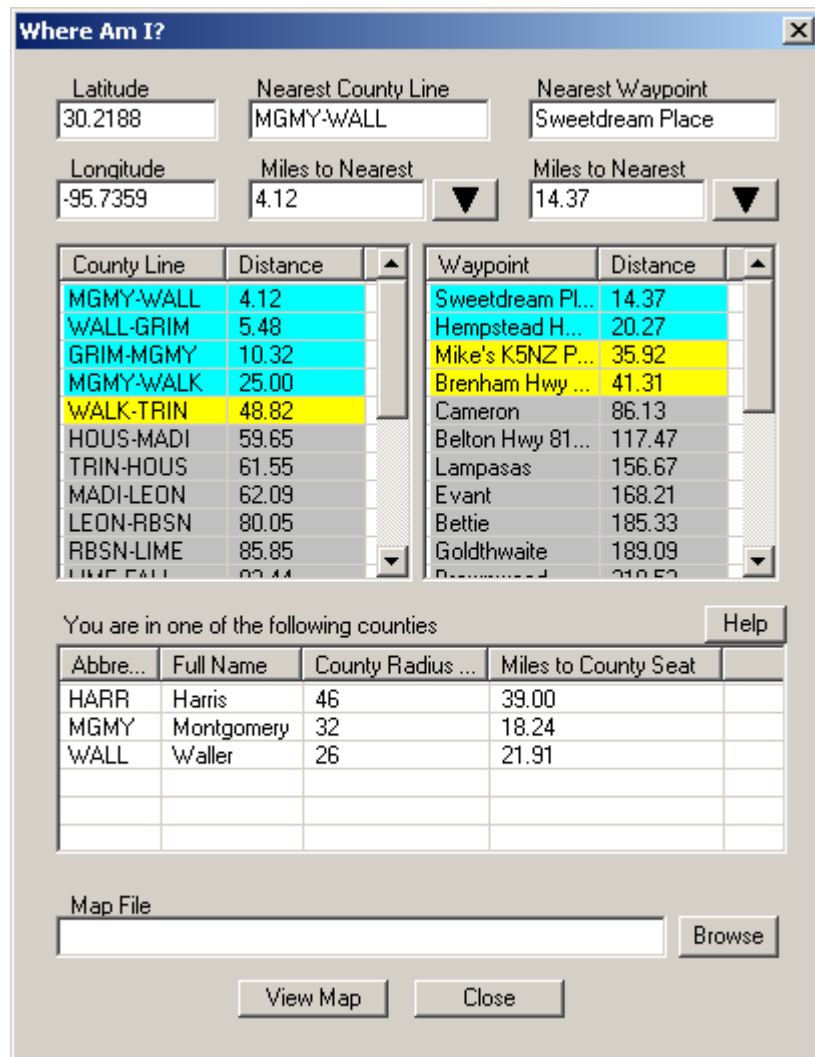 Where Am I?
Latitude Nearest County Line Nearest Waypoint
30.2188 MGMY-WALL Sweetdream Place
Longitude Miles to Nearest Miles to Nearest
-95.7359 4.12 14.37
County Line Distance Waypoint Distance
MGMY-WALL 4.12 Sweetdream Pl... 14.37
WALL-GRIM 5.48 Hempstead H... 20.27
GRIM-MGMY 10.32 Mike's K5NZ P... 35.92
MGMY-WALK 25.00 Brenham Hwy ... 41.31
WALK-TRIN 48.82 Cameron 86.13
HOUS-MADI 59.65 Belton Hwy 81... 117.47
TRIN-HOUS 61.55 Lampasas 156.67
MADI-LEON 62.09 Evant 168.21
LEON-RBSN 80.05 Bettie 185.33
RBSN-LIME 85.85 Goldthwaite 189.09
You are in one of the following counties Help
Abbre... Full Name County Radius ... Miles to County Seat
HARR Harris 46 39.00
MGMY Montgomery 32 18.24
WALL Waller 26 21.91
Map File
Browse
View Map Close